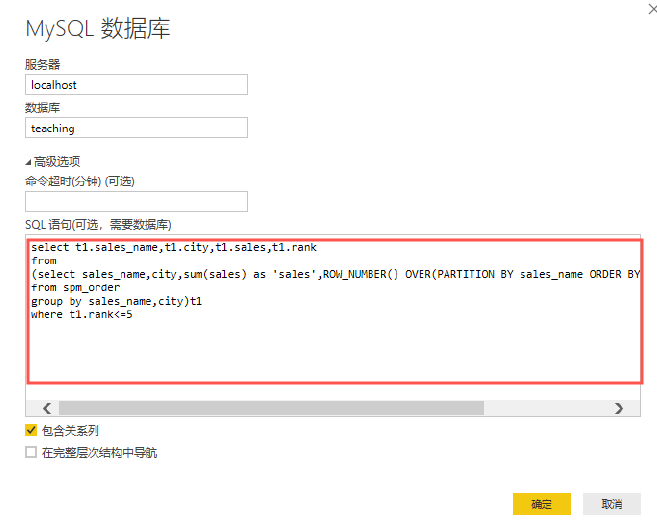 MySQL 数据库
服务器
localhost
数据库
teaching
高级选项
命令超时(分钟) (可选)
SQL 语句(可选，需要数据库)
select t1.sales_name,t1.city,t1.sales,t1.rank
from
(select sales_name,city,sum(sales) as 'sales',ROW_NUMBER() OVER(PARTITION BY sales_name ORDER BY
from spm_order
group by sales_name,city)t1
where t1.rank<=5
包含关系列
在完整层次结构中导航
确定 取消